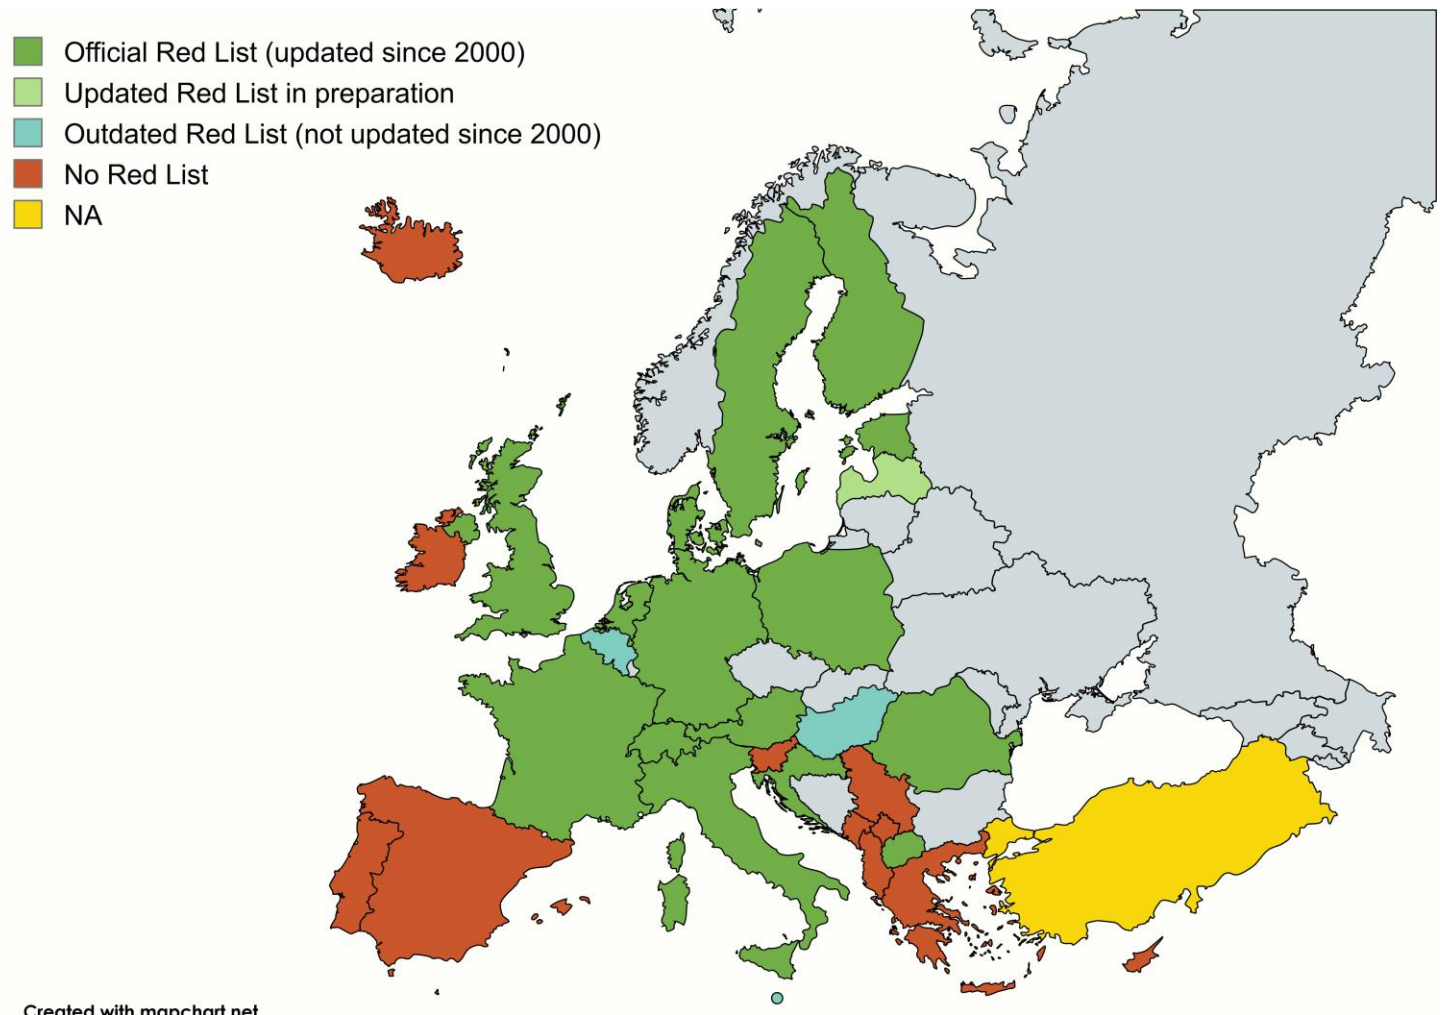 Official Red List (updated since 2000)
Updated Red List in preparation
Outdated Red List (not updated since 2000)
No Red List
NA
Created with mapchart.net